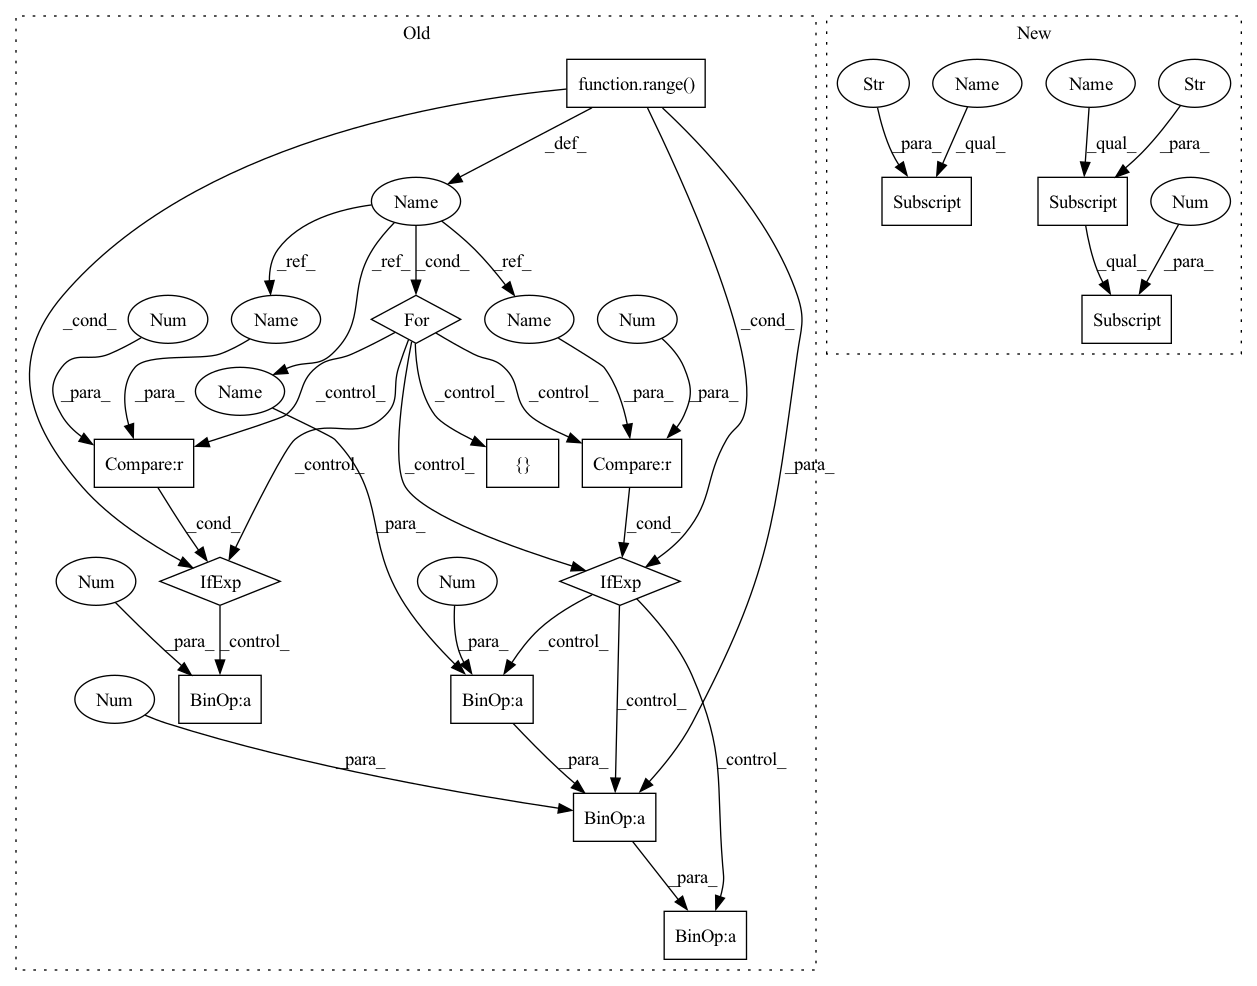 Old
New
function.range()
Str
Name
Name
Str
_def_
_para_
_qual_
_qual_
_para_
Name
Subscript
Subscript
Num
_ref_
_ref_
_cond_
_ref_
_qual_
_para_
_cond_
Num
Name
For
Name
Num
_cond_
Subscript
_para_
_para_
Name
_control_
_control_
_control_
_para_
_para_
Compare:r
_control_
_control_
{}
Compare:r
_para_
_cond_
_para_
_cond_
Num
IfExp
Num
IfExp
_para_
_control_
_para_
_control_
Num
BinOp:a
BinOp:a
_control_
_para_
_para_
_control_
BinOp:a
_para_
BinOp:a